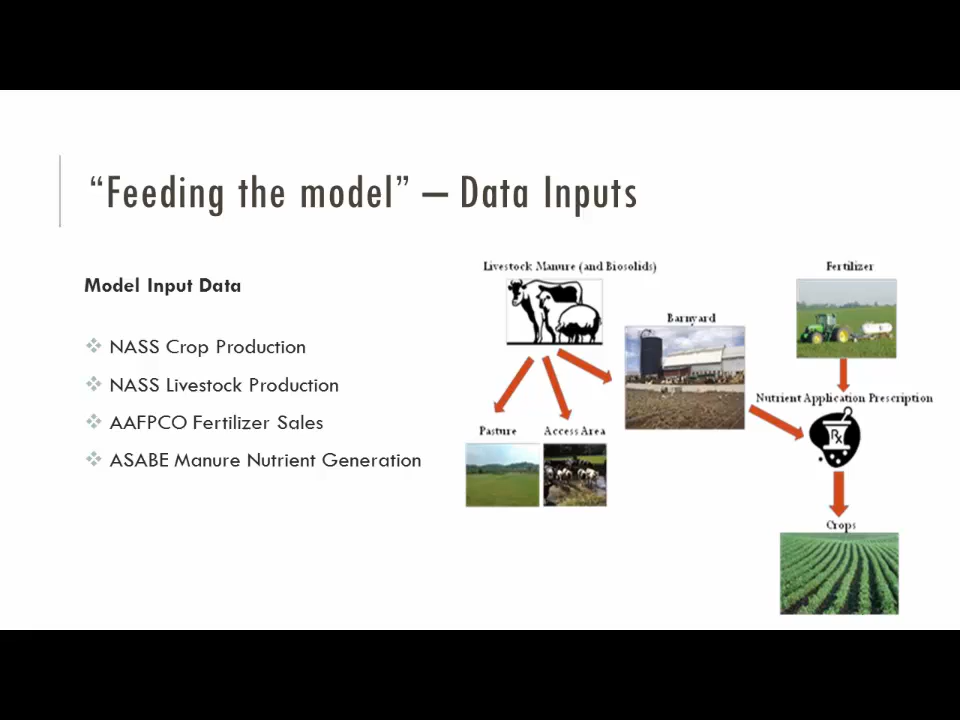 “Feeding the model” – Data Inputs
Model Input Data
NASS Crop Production
NASS Livestock Production
AAFPCO Fertilizer Sales
ASABE Manure Nutrient Generation
Livestock Manure (and Biosolids)
Fertilizer
Barnyard
Nutrient Application Prescription
Rx
Pasture
Access Area
Crops